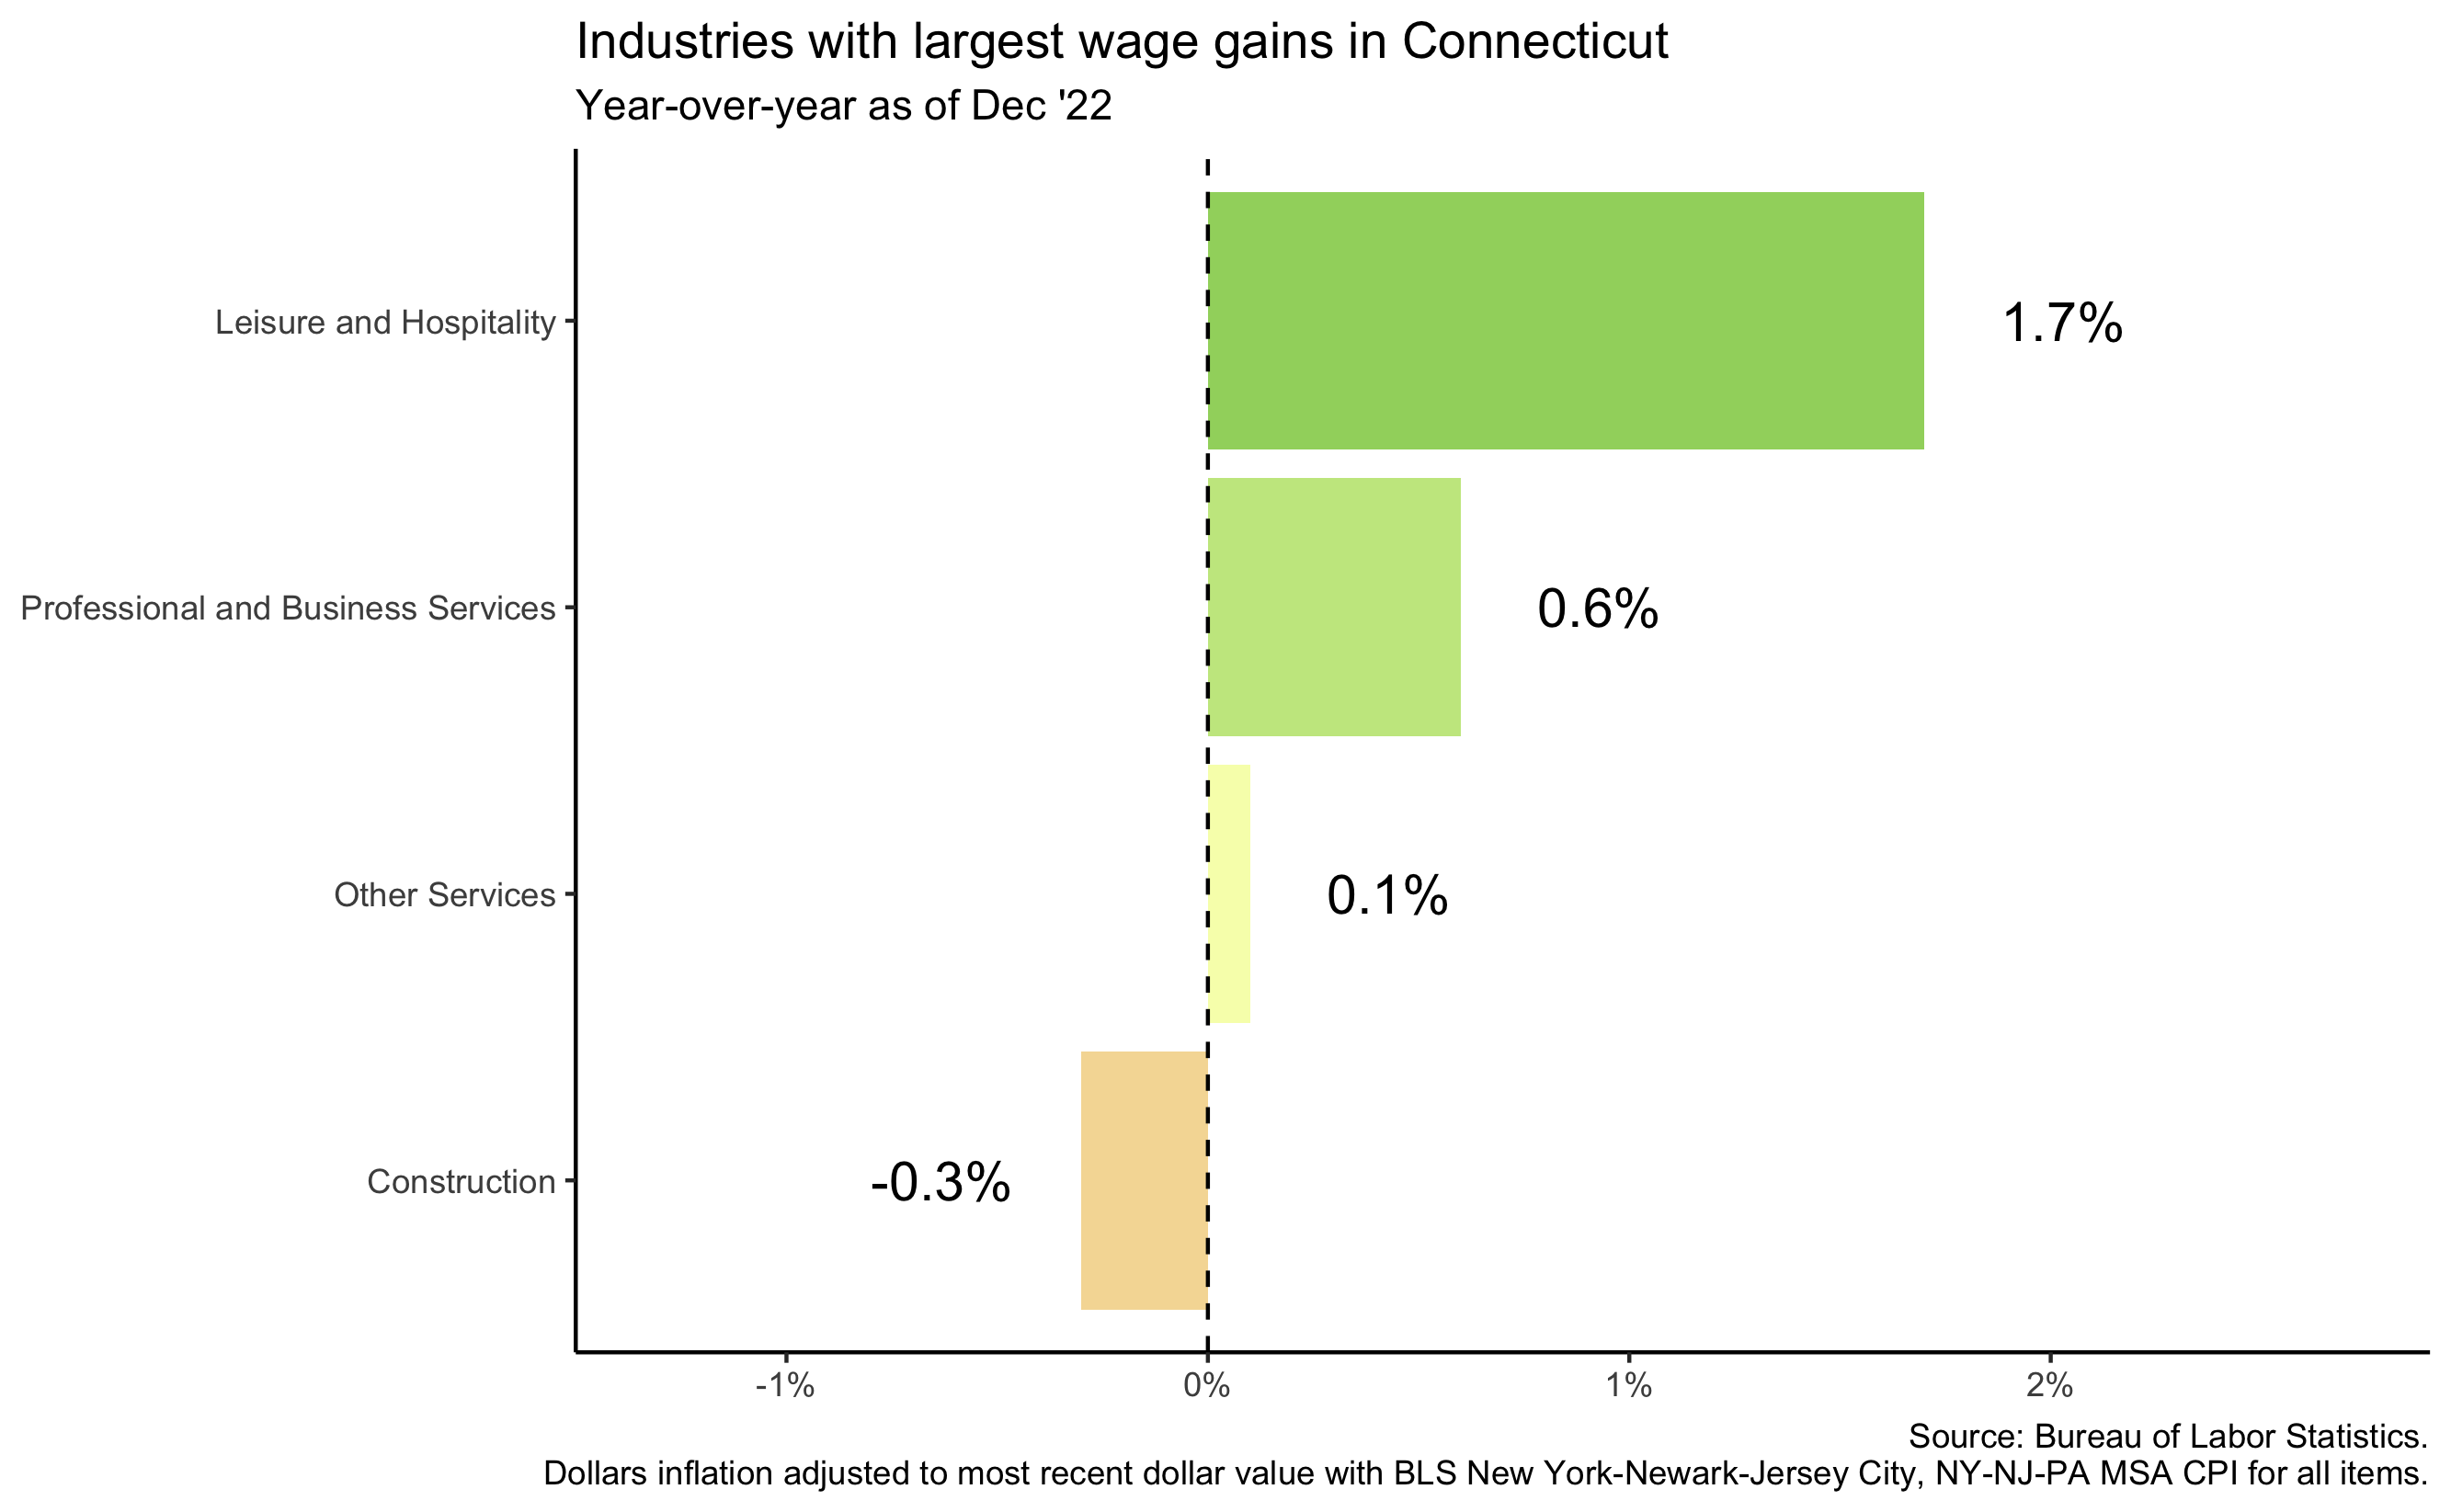 Industries with largest wage gains in Connecticut
Year-over-year as of Dec '22
Leisure and Hospitality
1.7%
Professional and Business Services
0.6%
Other Services
0.1%
Construction
-0.3%
-1%
0%
1%
2%
Source: Bureau of Labor Statistics.
Dollars inflation adjusted to most recent dollar value with BLS New York-Newark-Jersey City, NY-NJ-PA MSA CPI for all items.